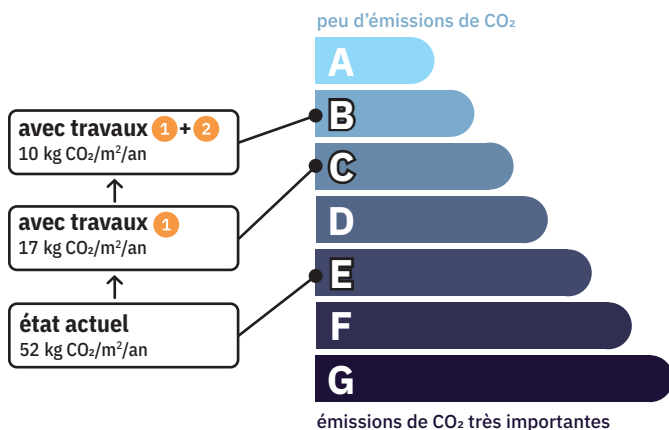 peu d'émissions de CO₂
A
B
C
D
E
F
G
émissions de CO₂ très importantes
avec travaux 1 + 2
10 kg CO₂/m²/an
avec travaux 1
17 kg CO₂/m²/an
état actuel
52 kg CO₂/m²/an